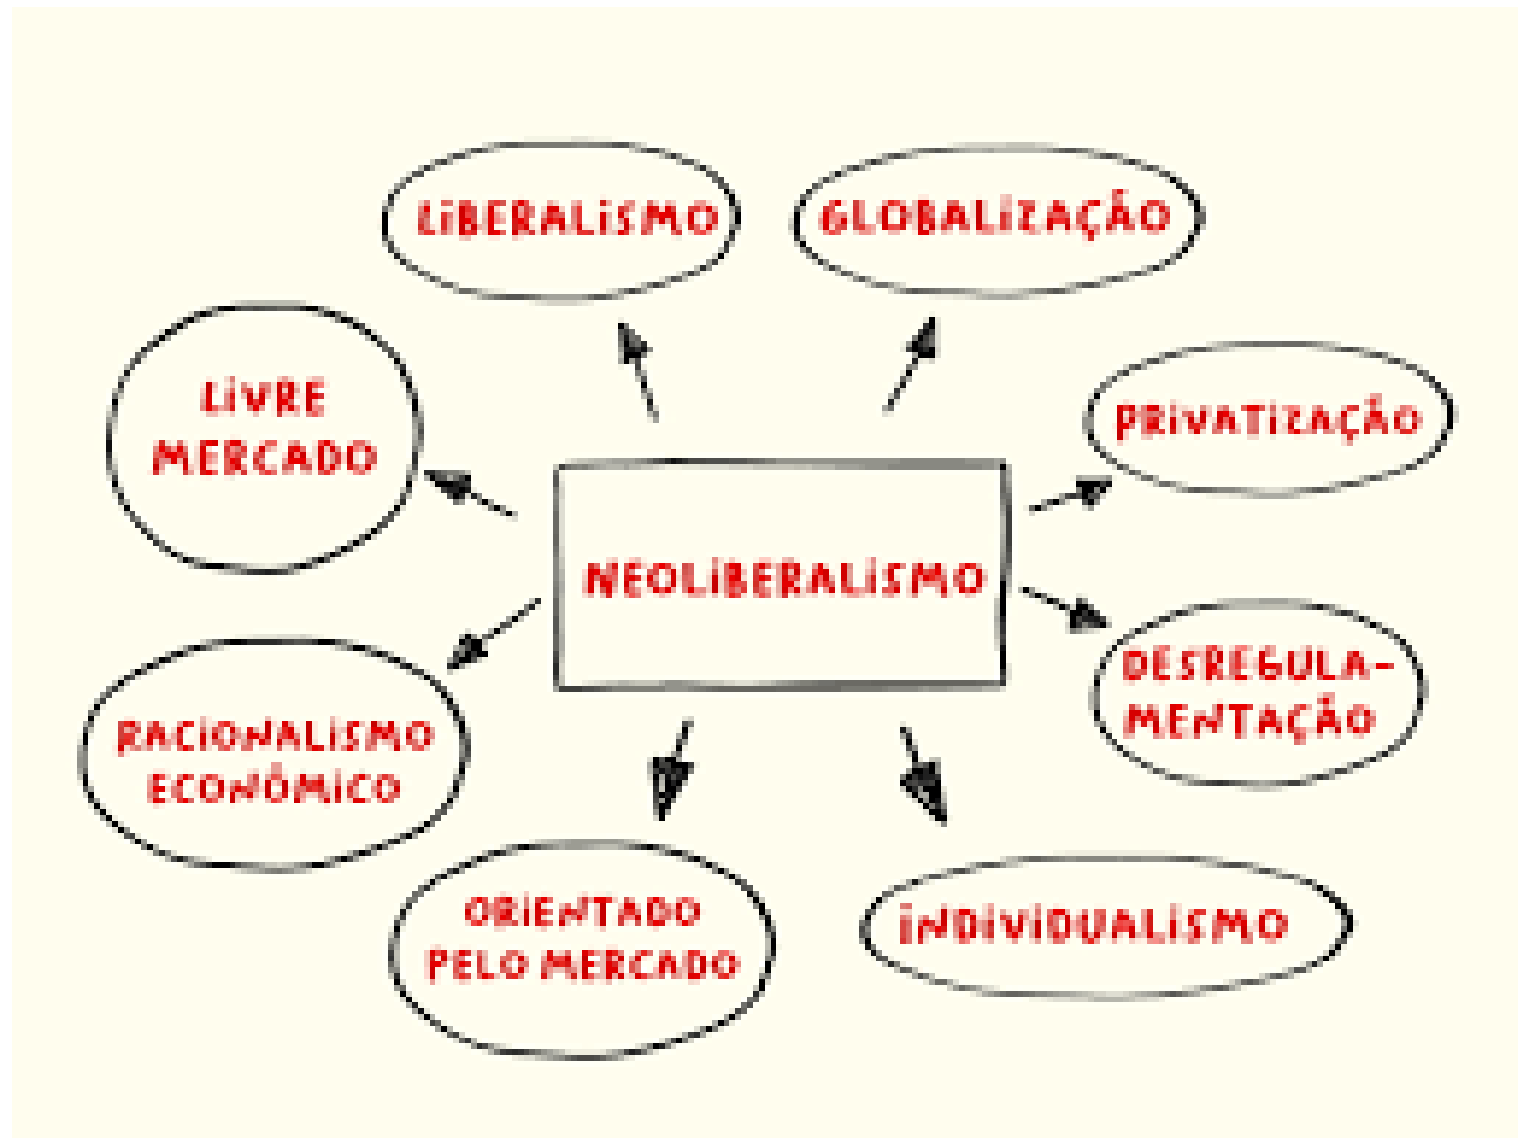 LiBERALiSMO
GLOBALiZAÇÃO
LiVRE
MERCADO
PRiVATiZAÇÃO
NEOLiBERALiSMO
DESREGULA-
MENTAÇÃO
RACiONALiSMO
ECONÔMiCO
ORiENTADO
PELO MERCADO
iNDiViDUALiSMO